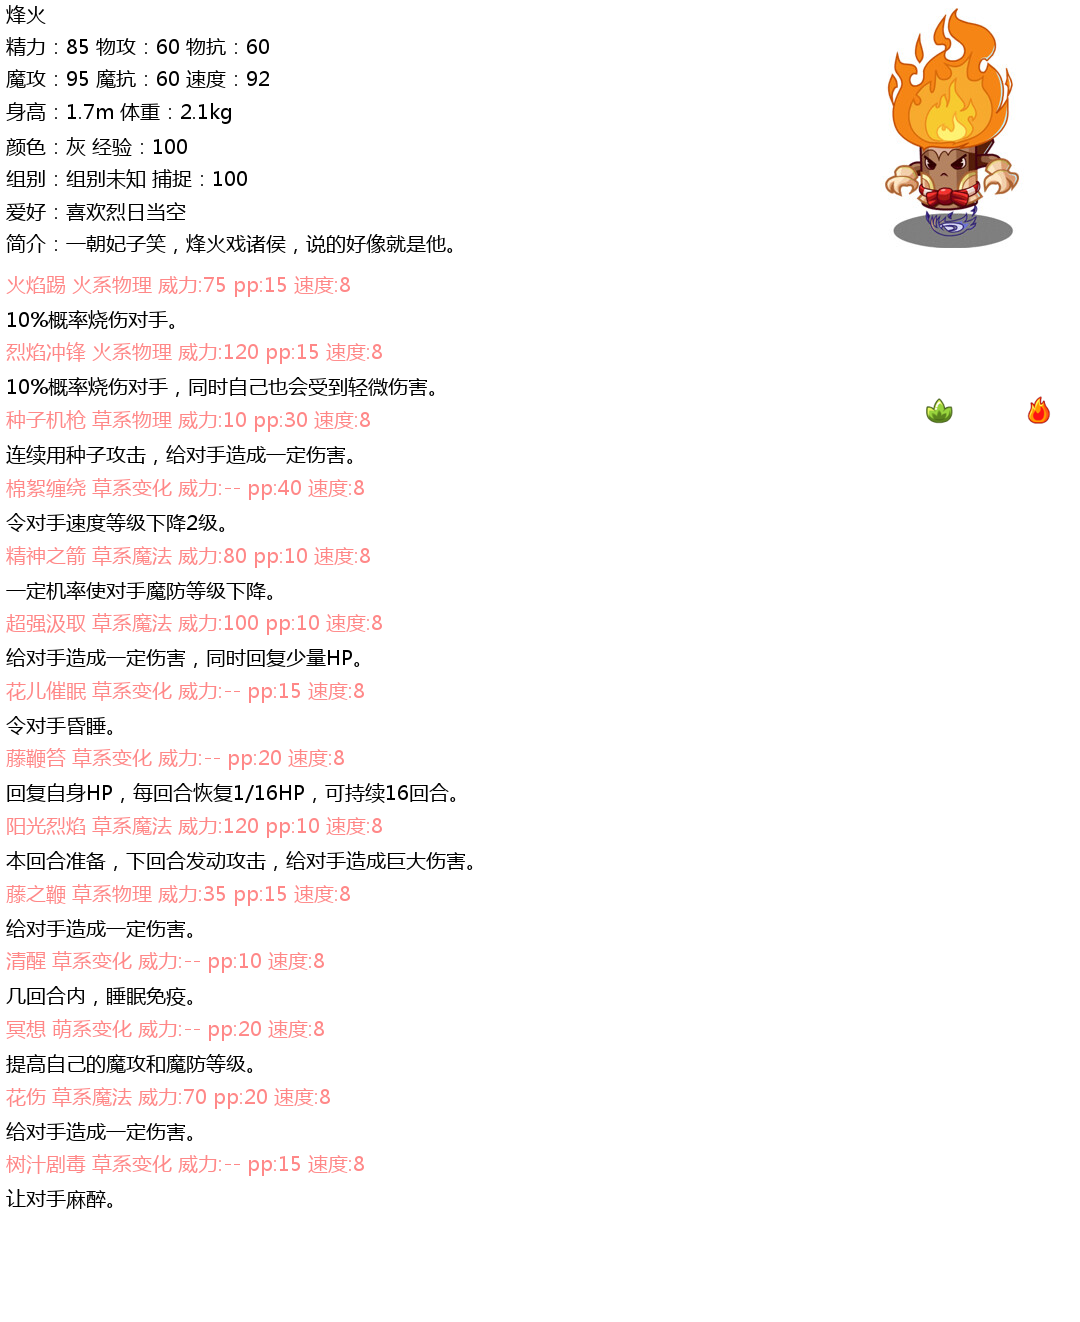 烽火
精力：85 物攻：60 物抗：60
魔攻：95 魔抗：60 速度：92
身高：1.7m 体重：2.1kg
颜色：灰 经验：100
组别：组别未知 捕捉：100
爱好：喜欢烈日当空
简介：一朝妃子笑，烽火戏诸侯，说的好像就是他。
火焰踢 火系物理 威力:75 pp:15 速度:8
10%概率烧伤对手。
烈焰冲锋 火系物理 威力:120 pp:15 速度:8
10%概率烧伤对手，同时自己也会受到轻微伤害。
种子机枪 草系物理 威力:10 pp:30 速度:8
连续用种子攻击，给对手造成一定伤害。
棉絮缠绕 草系变化 威力:-- pp:40 速度:8
令对手速度等级下降2级。
精神之箭 草系魔法 威力:80 pp:10 速度:8
一定机率使对手魔防等级下降。
超强汲取 草系魔法 威力:100 pp:10 速度:8
给对手造成一定伤害，同时回复少量HP。
花儿催眠 草系变化 威力:-- pp:15 速度:8
令对手昏睡。
藤鞭笞 草系变化 威力:-- pp:20 速度:8
回复自身HP，每回合恢复1/16HP，可持续16回合。
阳光烈焰 草系魔法 威力:120 pp:10 速度:8
本回合准备，下回合发动攻击，给对手造成巨大伤害。
藤之鞭 草系物理 威力:35 pp:15 速度:8
给对手造成一定伤害。
清醒 草系变化 威力:-- pp:10 速度:8
几回合内，睡眠免疫。
冥想 萌系变化 威力:-- pp:20 速度:8
提高自己的魔攻和魔防等级。
花伤 草系魔法 威力:70 pp:20 速度:8
给对手造成一定伤害。
树汁剧毒 草系变化 威力:-- pp:15 速度:8
让对手麻醉。